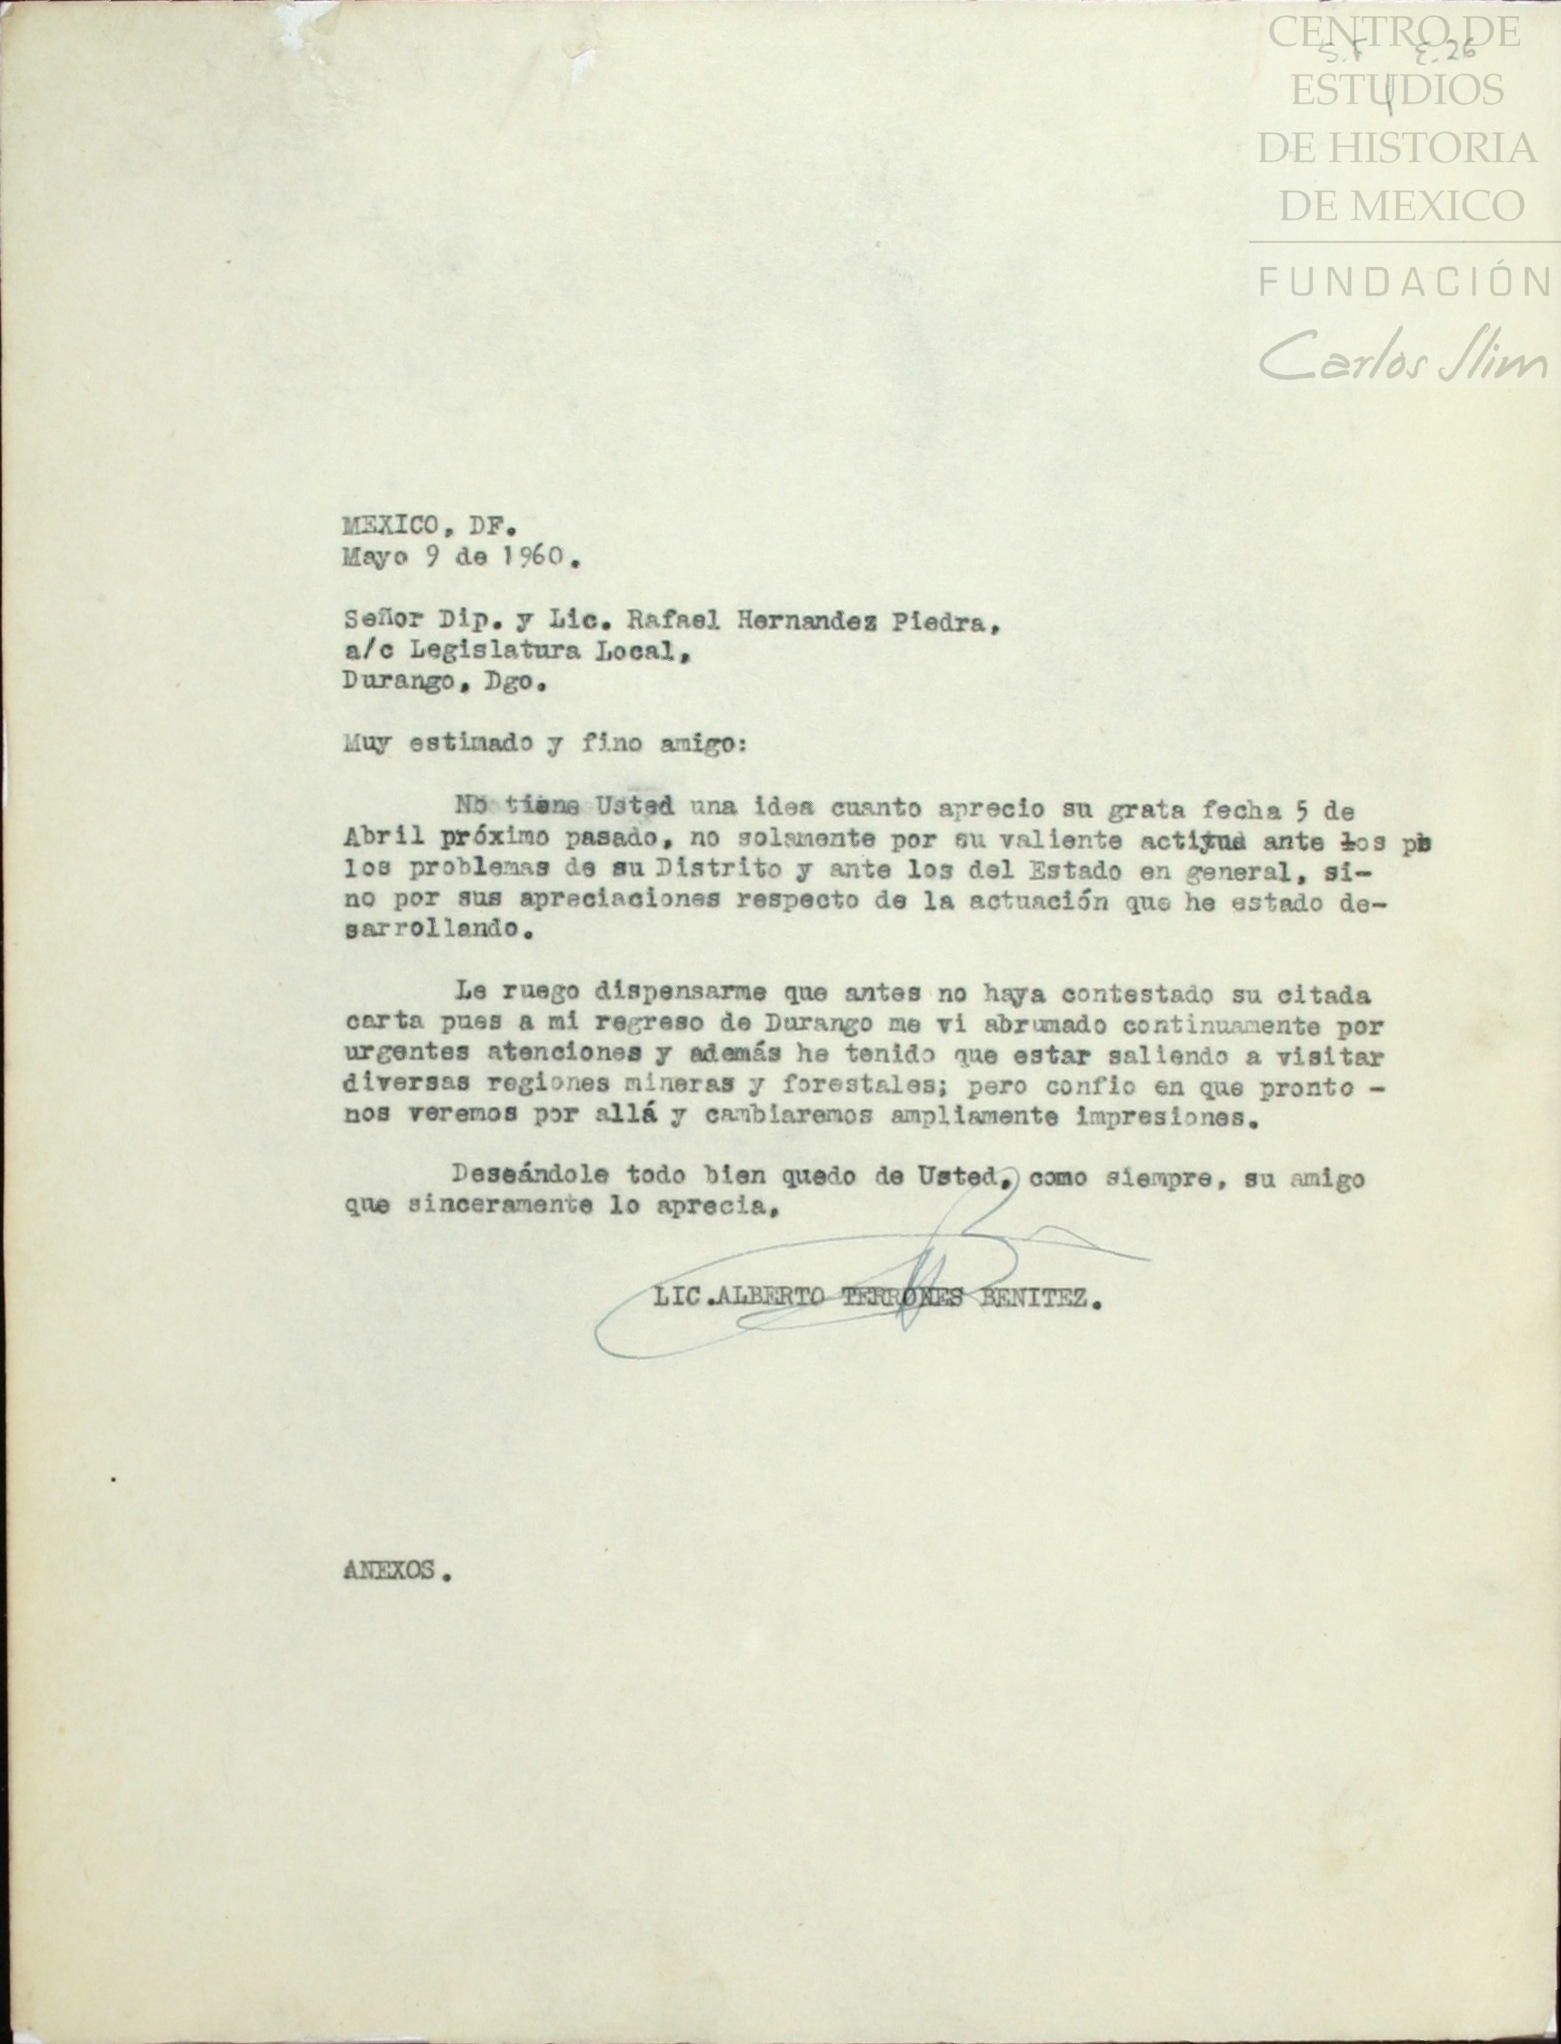 CENTRO DE
S.F E.26
ESTUDIOS
DE HISTORIA
DE MEXICO
FUNDACIÓN
Carlos Slim
MEXICO, DF.
Mayo 9 de 1960.
Señor Dip. y Lic. Rafael Hernandez Piedra,
a/c Legislatura Local,
Durango, Dgo.
Muy estimado y fino amigo:
No tiene Usted una idea cuanto aprecio su grata fecha 5 de
Abril próximo pasado, no solamente por su valiente actitud ante los
los problemas de su Distrito y ante los del Estado en general, si-
no por sus apreciaciones respecto de la actuación que he estado de-
sarrollando.
Le ruego dispensarme que antes no haya contestado su citada
carta pues a mi regreso de Durango me vi abrumado continuamente por
urgentes atenciones y además he tenido que estar saliendo a visitar
diversas regiones mineras y forestales; pero confio en que pronto -
nos veremos por allá y cambiaremos ampliamente impresiones.
Deseándole todo bien quedo de Usted, como siempre, su amigo
que sinceramente lo aprecia,
LIC.ALBERTO TERRONES BENITEZ.
ANEXOS.